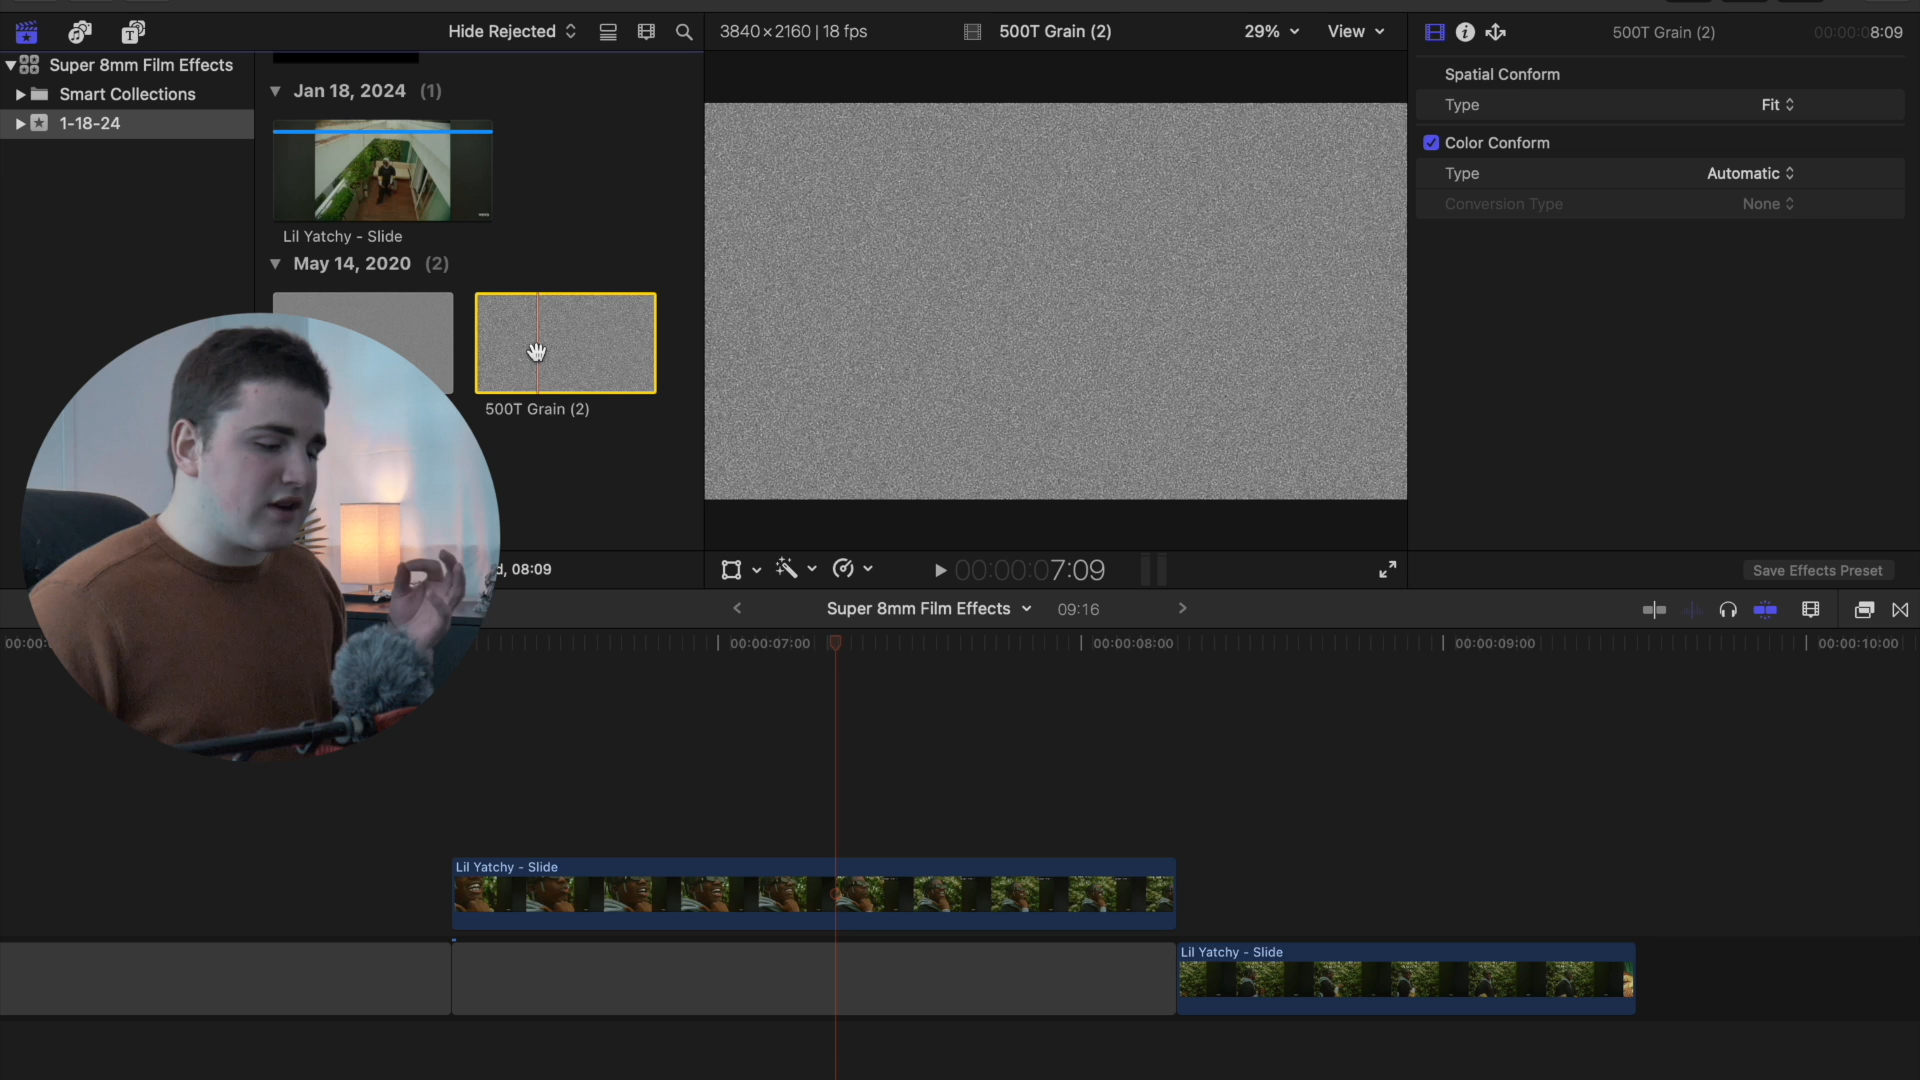 Hide Rejected
3840 × 2160 | 18 fps
500T Grain (2)
29%
View
500T Grain (2)
00:00:08:09
Super 8mm Film Effects
Smart Collections
1-18-24
Jan 18, 2024 (1)
Lil Yatchy - Slide
May 14, 2020 (2)
500T Grain (2)
Spatial Conform
Type
Fit
Color Conform
Type
Automatic
Conversion Type
None
d, 08:09
00:00:07:09
Save Effects Preset
Super 8mm Film Effects
09:16
00:00:
00:00:07:00
00:00:08:00
00:00:09:00
00:00:10:00
Lil Yatchy - Slide
Lil Yatchy - Slide